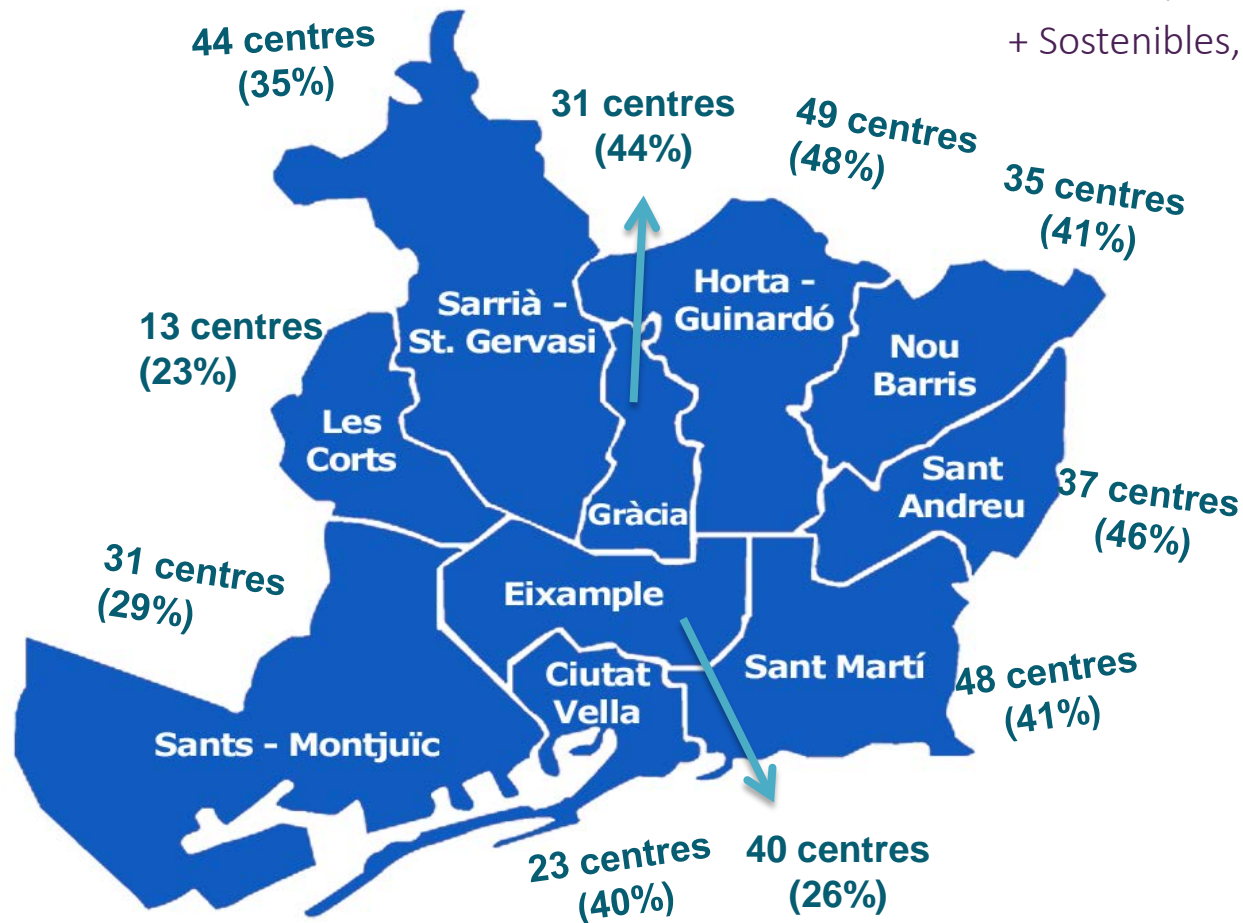 + Sostenibles,
44 centres
(35%)
31 centres
(44%)
49 centres
(48%)
35 centres
(41%)
13 centres
(23%)
Sarrià -
St. Gervasi
Horta -
Guinardó
Nou
Barris
Les
Corts
Gràcia
Sant
Andreu
37 centres
(46%)
31 centres
(29%)
Eixample
Ciutat
Vella
Sant Martí
48 centres
(41%)
Sants - Montjuïc
23 centres
(40%)
40 centres
(26%)